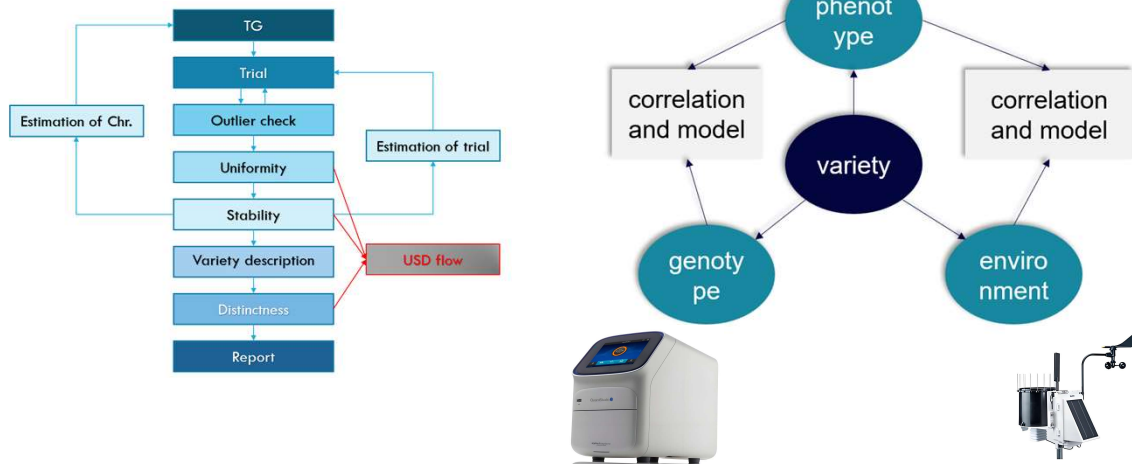 TG
Trial
Outlier check
Uniformity
Stability
Variety description
Distinctness
Report
Estimation of Chr.
Estimation of trial
USD flow
phenot
ype
correlation
and model
correlation
and model
variety
genoty
pe
enviro
nment